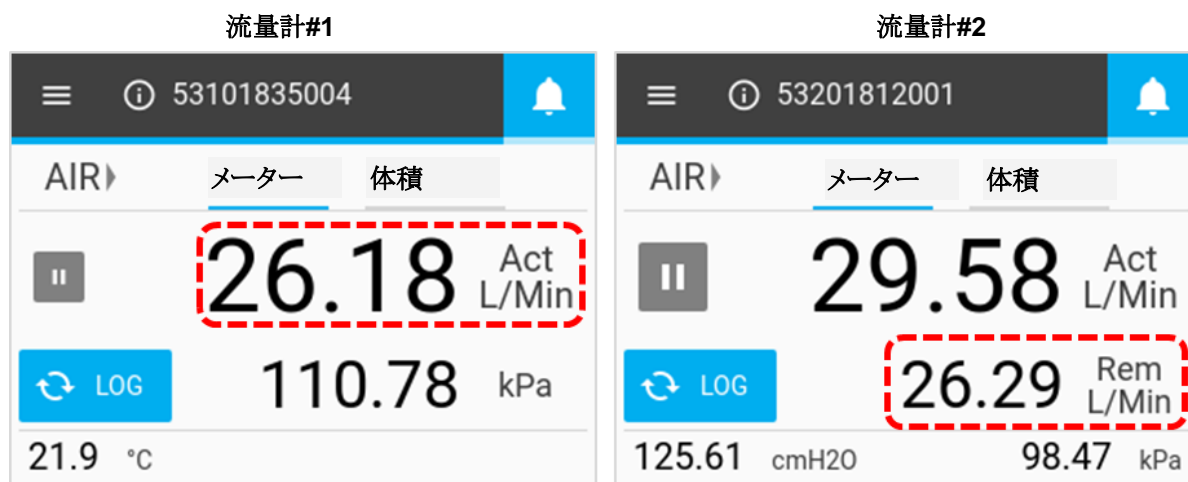 流量計#1
53101835004
AIR メーター 体積
26.18 Act L/Min
LOG 110.78 kPa
21.9 °C
流量計#2
53201812001
AIR メーター 体積
29.58 Act L/Min
LOG 26.29 Rem L/Min
125.61 cmH2O 98.47 kPa